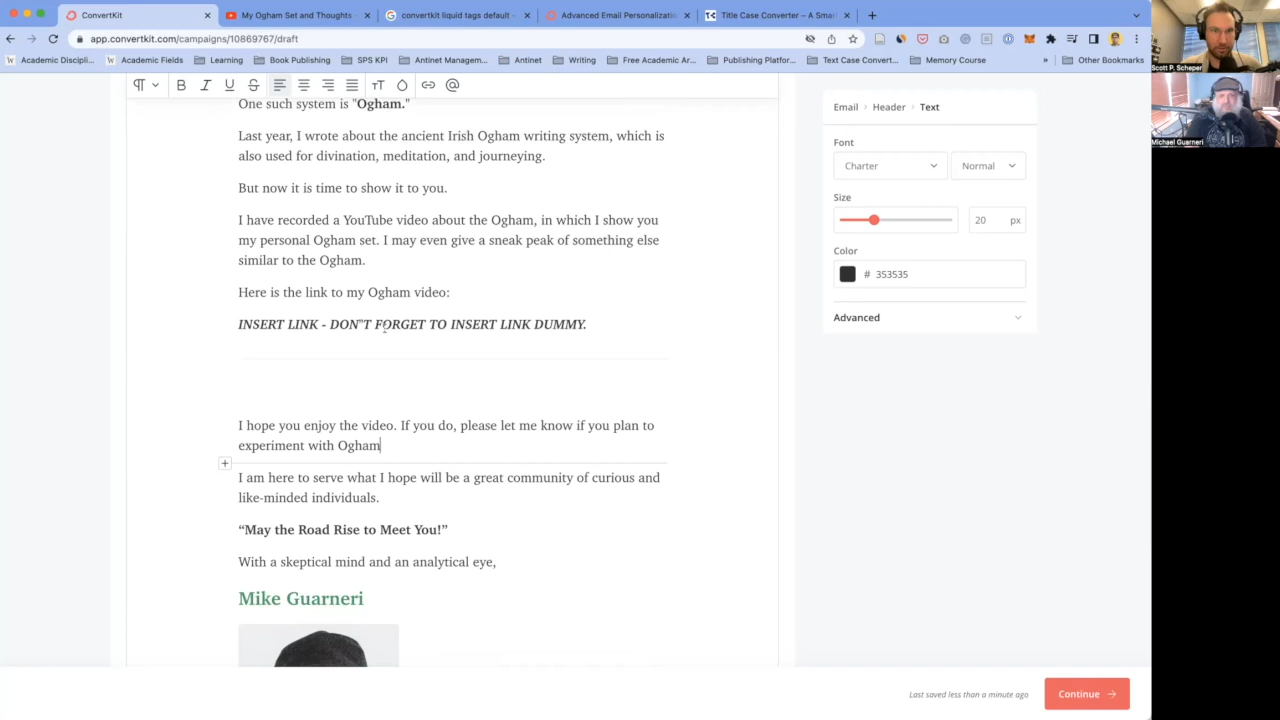 ConvertKit
My Ogham Set and Thoughts -
convertkit liquid tags default -
Advanced Email Personalizatio
Title Case Converter – A Smar
app.convertkit.com/campaigns/10869767/draft
Academic Discipli...
Academic Fields
Learning
Book Publishing
SPS KPI
Antinet Managem...
Antinet
Writing
Free Academic Ar...
Publishing Platfor...
Text Case Convert...
Memory Course
»
Other Bookmarks
Scott P. Scheper
Michael Guarneri
One such system is "Ogham."
Last year, I wrote about the ancient Irish Ogham writing system, which is
also used for divination, meditation, and journeying.
But now it is time to show it to you.
I have recorded a YouTube video about the Ogham, in which I show you
my personal Ogham set. I may even give a sneak peak of something else
similar to the Ogham.
Here is the link to my Ogham video:
INSERT LINK - DON"T FORGET TO INSERT LINK DUMMY.
I hope you enjoy the video. If you do, please let me know if you plan to
experiment with Ogham
I am here to serve what I hope will be a great community of curious and
like-minded individuals.
“May the Road Rise to Meet You!”
With a skeptical mind and an analytical eye,
Mike Guarneri
Email › Header › Text
Font
Charter
Normal
Size
20 px
Color
# 353535
Advanced
Last saved less than a minute ago
Continue →